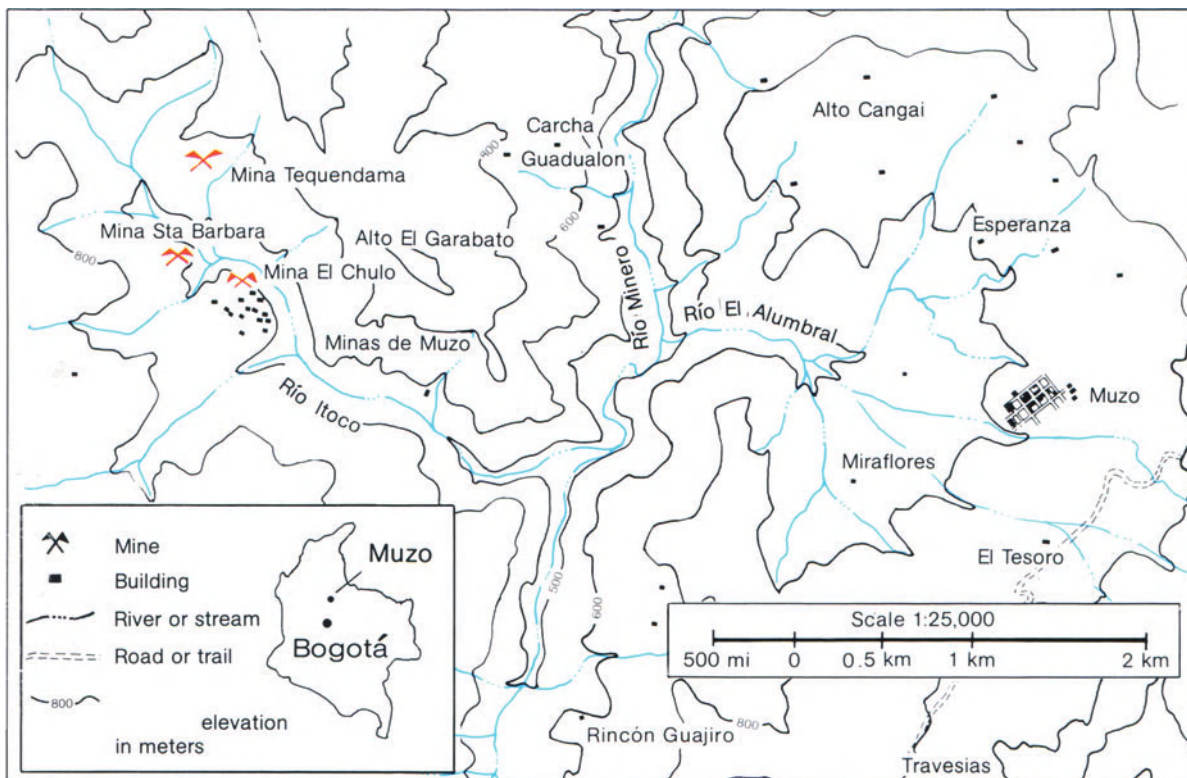 Alto Cangai
Carcha
800
Guadualon
Mina Tequendama
600
Esperanza
Mina Sta Barbara
Alto El Garabato
800
Mina El Chulo
Río Minero
Río El Alumbral
Minas de Muzo
Río Itoco
Muzo
Miraflores
El Tesoro
500
600
Mine
Building
River or stream
Road or trail
800
elevation
in meters
Muzo
Bogotá
Scale 1:25,000
500 mi 0 0.5 km 1 km 2 km
Rincón Guajiro
800
Travesias